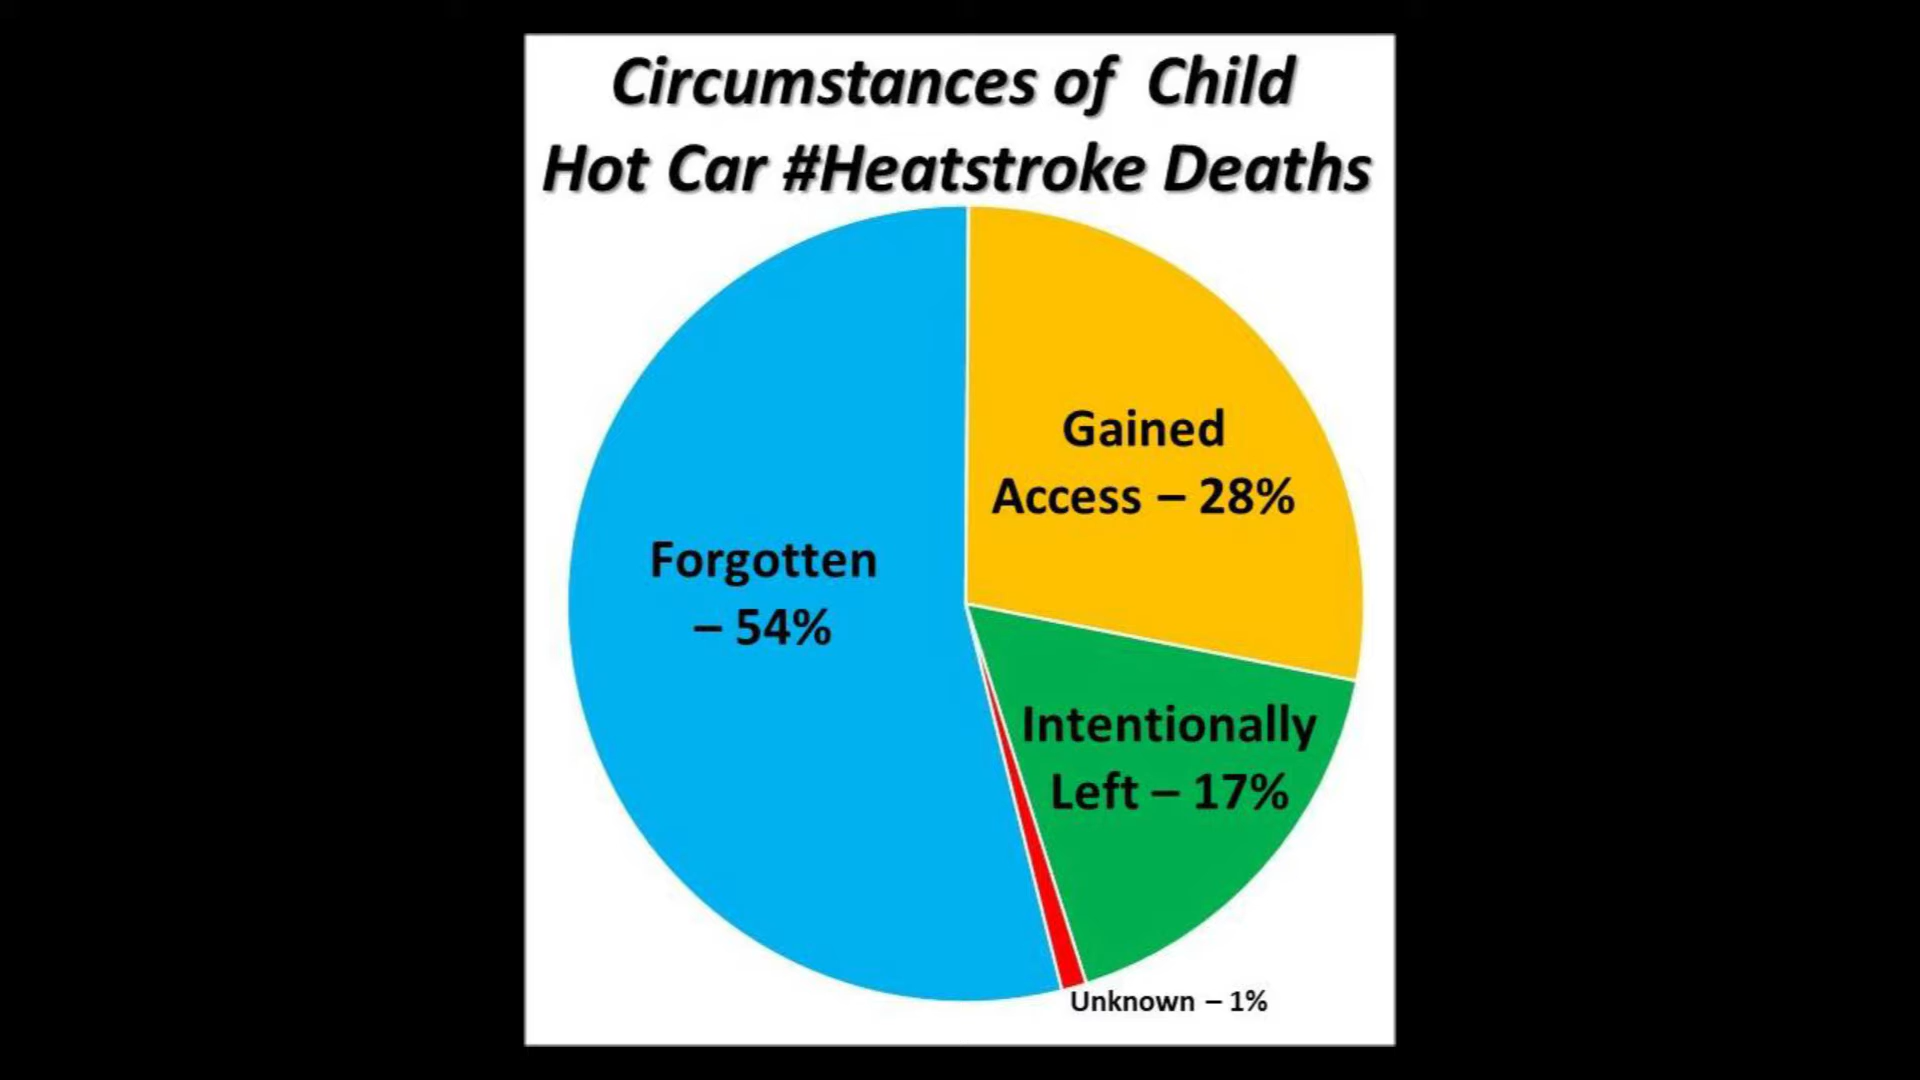 Circumstances of Child
Hot Car #Heatstroke Deaths
Gained
Access – 28%
Forgotten
– 54%
Intentionally
Left – 17%
Unknown – 1%